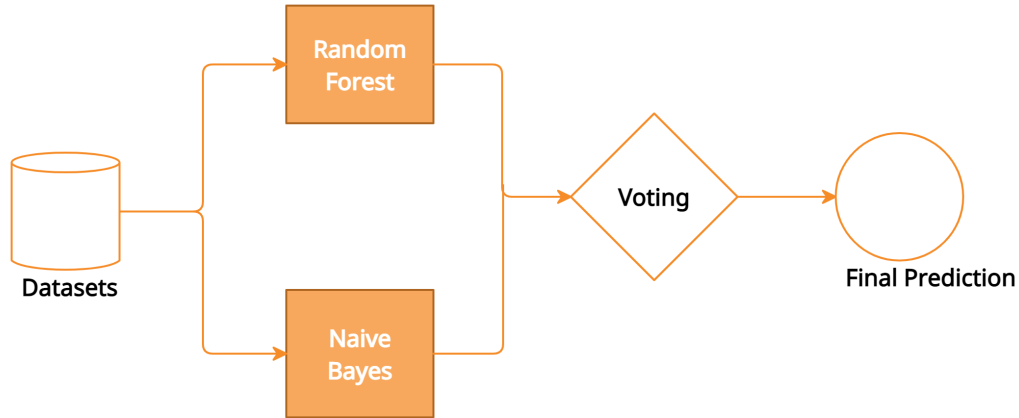 Random
Forest
Voting
Datasets
Final Prediction
Naive
Bayes